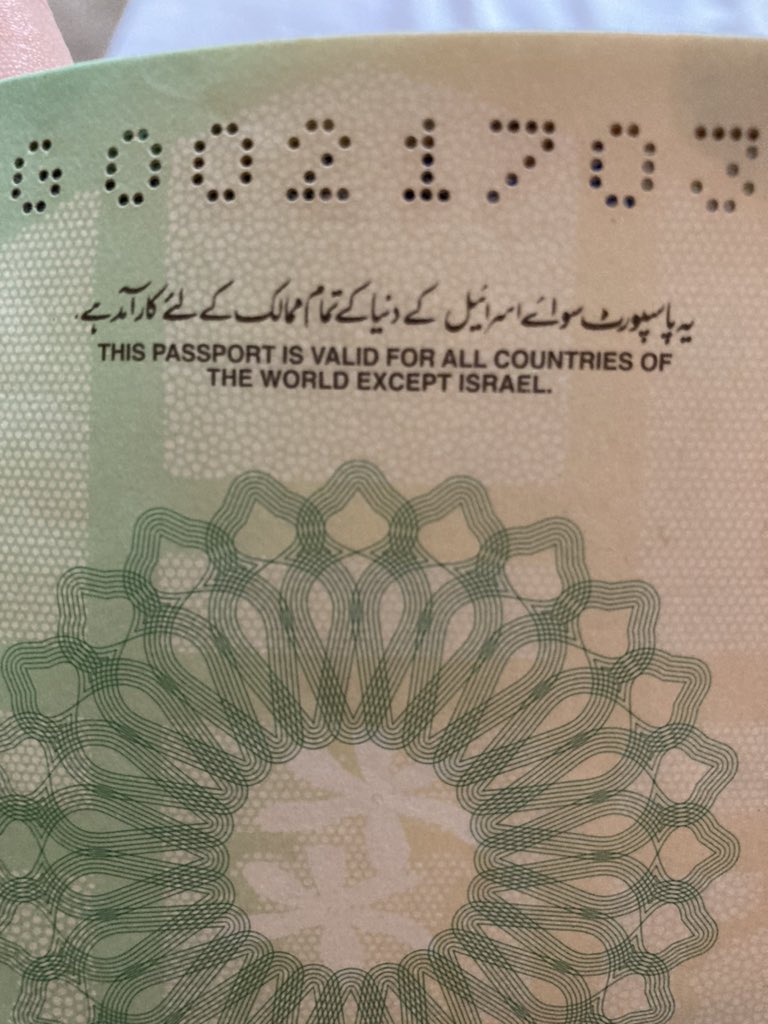 G0021703
یہ پاسپورٹ سوائے اسرائیل کے دنیا کے تمام ممالک کے لئے کارآمد ہے۔
THIS PASSPORT IS VALID FOR ALL COUNTRIES OF
THE WORLD EXCEPT ISRAEL.